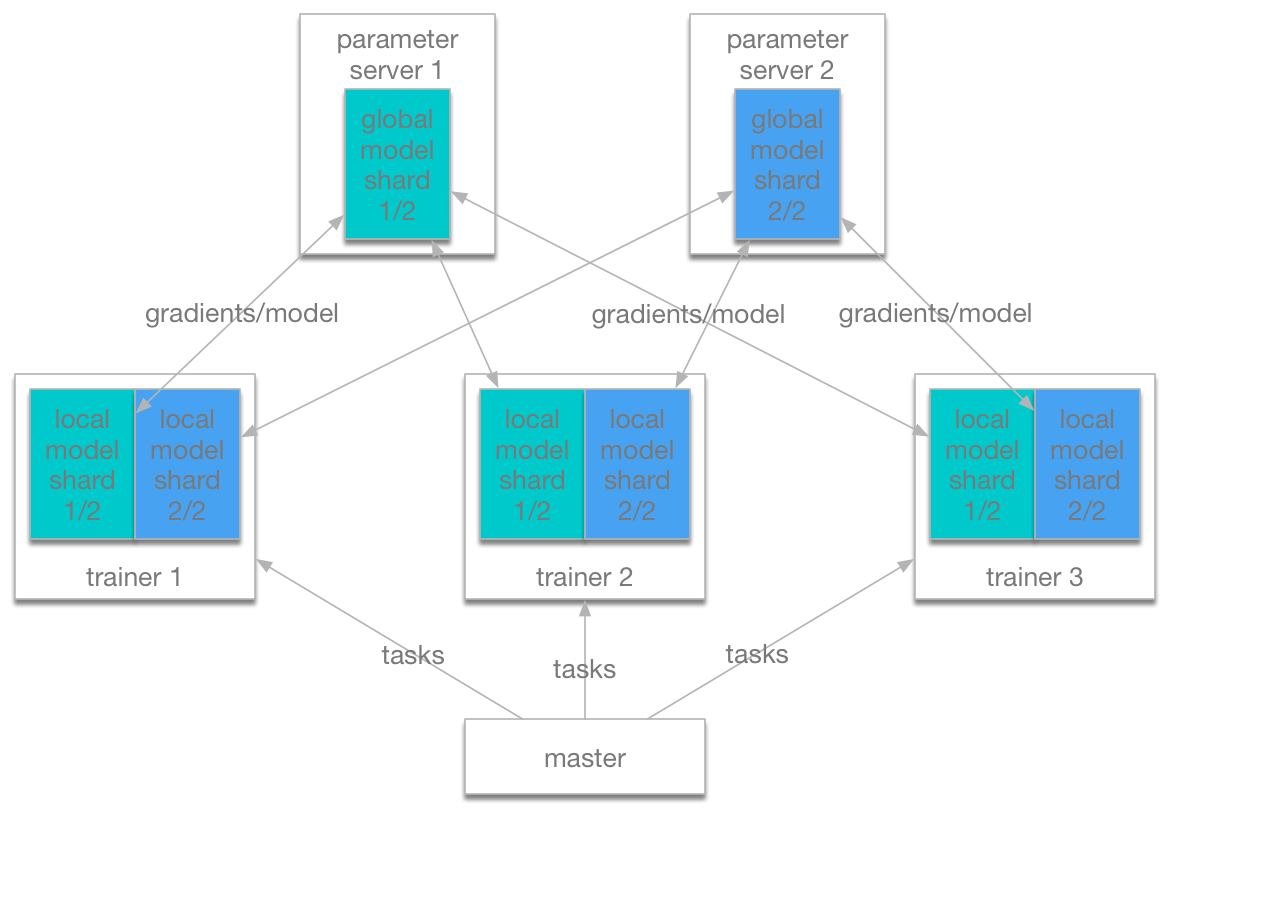 parameter
server 1
global
model
shard
1/2
parameter
server 2
global
model
shard
2/2
gradients/model
gradients/model
gradients/model
local
model
shard
1/2
local
model
shard
2/2
trainer 1
local
model
shard
1/2
local
model
shard
2/2
trainer 2
local
model
shard
1/2
local
model
shard
2/2
trainer 3
tasks
tasks
tasks
master